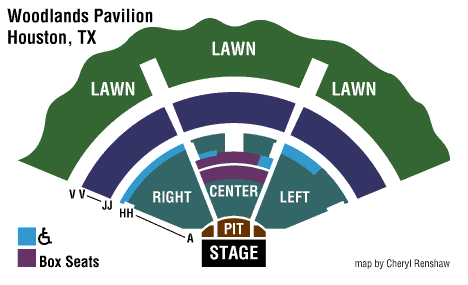 Woodlands Pavilion
Houston, TX
LAWN
LAWN
LAWN
RIGHT
CENTER
LEFT
V V
JJ
HH
A
PIT
STAGE
Box Seats
map by Cheryl Renshaw